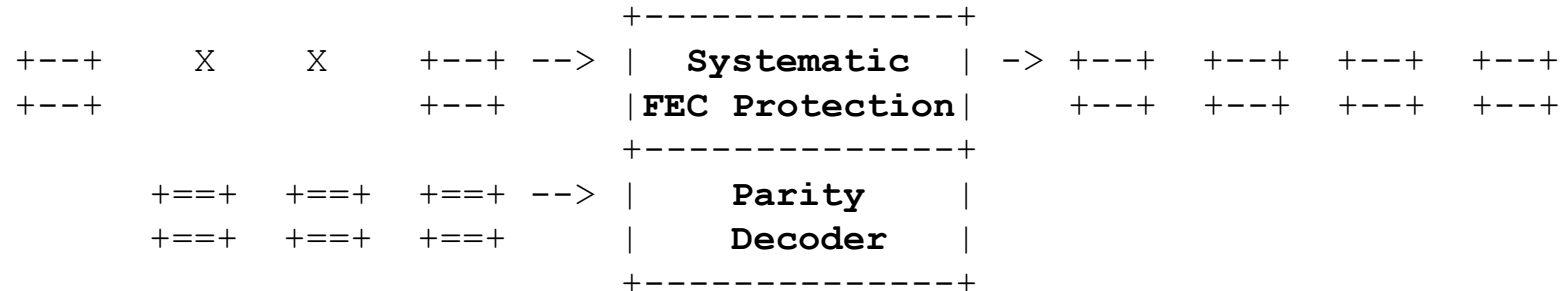 +--------------+
+--+    X    X    +--+ --> |  Systematic  | -> +--+  +--+  +--+  +--+
+--+              +--+     |FEC Protection|    +--+  +--+  +--+  +--+
                                 +--------------+
      +==+  +==+  +==+ --> |    Parity    |
      +==+  +==+  +==+     |    Decoder   |
                                 +--------------+